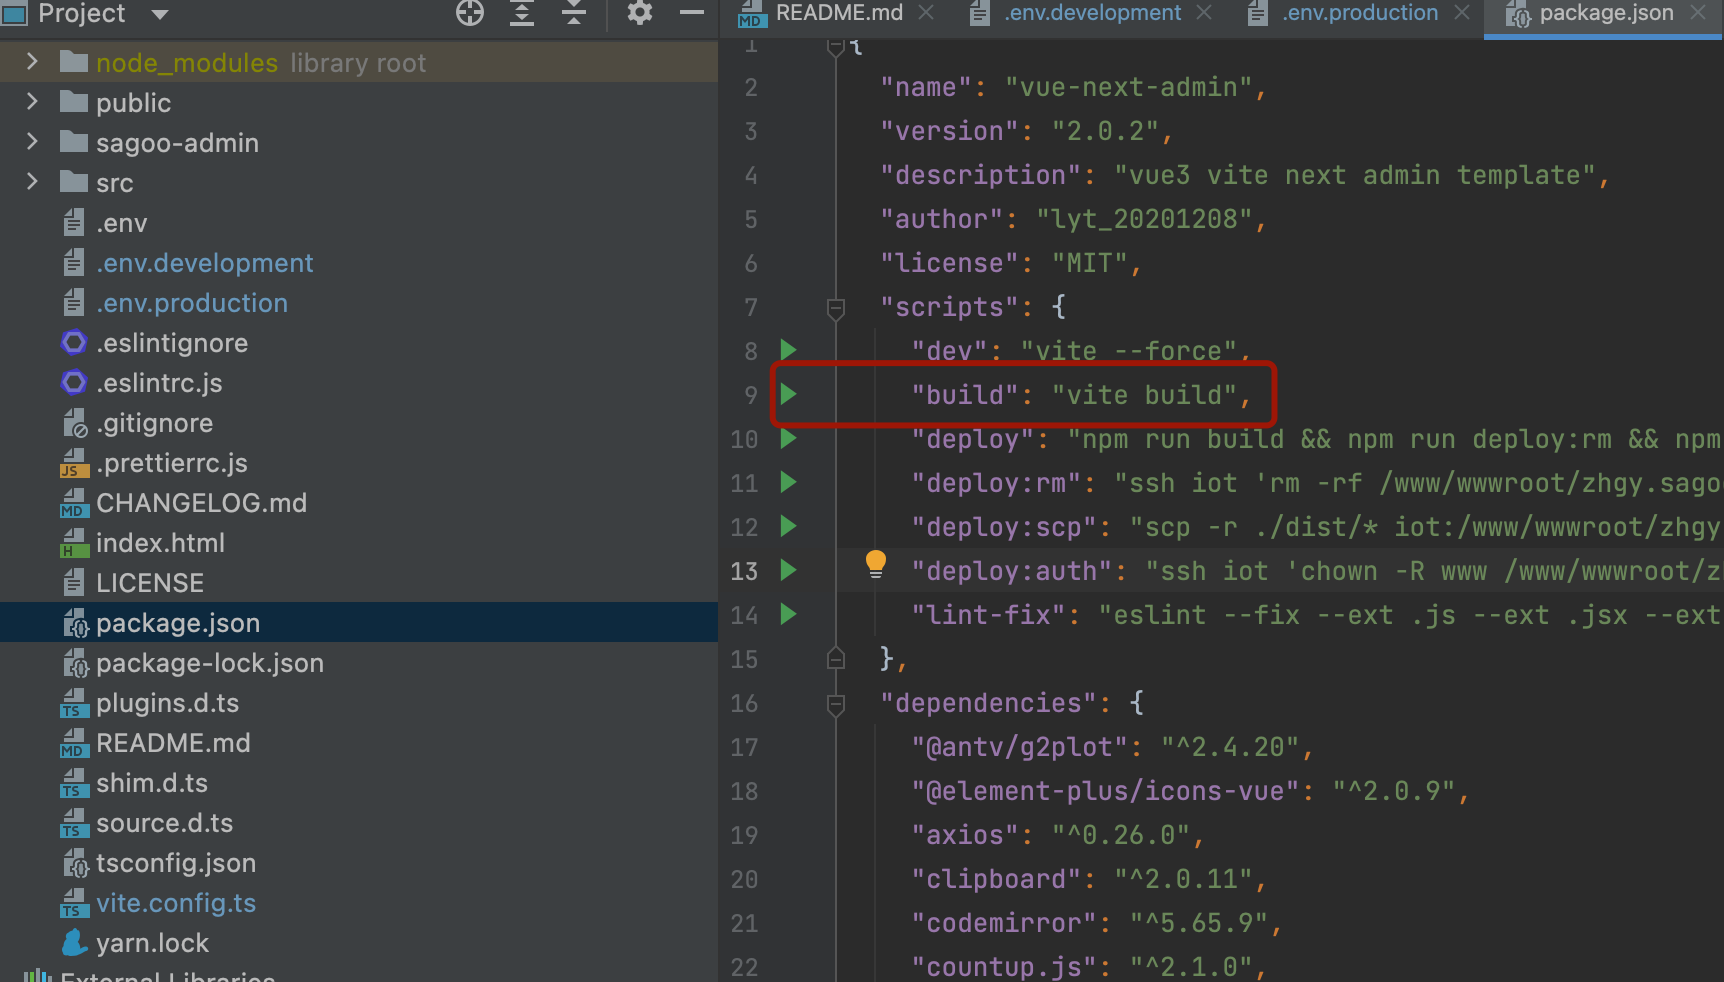 Project
node_modules library root
public
sagoo-admin
src
.env
.env.development
.env.production
.eslintignore
.eslintrc.js
.gitignore
.prettierrc.js
CHANGELOG.md
index.html
LICENSE
package.json
package-lock.json
plugins.d.ts
README.md
shim.d.ts
source.d.ts
tsconfig.json
vite.config.ts
yarn.lock
External Libraries
README.md .env.development .env.production package.json
1 {
2 "name": "vue-next-admin",
3 "version": "2.0.2",
4 "description": "vue3 vite next admin template",
5 "author": "lyt_20201208",
6 "license": "MIT",
7 "scripts": {
8 "dev": "vite --force",
9 "build": "vite build",
10 "deploy": "npm run build && npm run deploy:rm && npm
11 "deploy:rm": "ssh iot 'rm -rf /www/wwwroot/zhgy.sago
12 "deploy:scp": "scp -r ./dist/* iot:/www/wwwroot/zhgy
13 "deploy:auth": "ssh iot 'chown -R www /www/wwwroot/z
14 "lint-fix": "eslint --fix --ext .js --ext .jsx --ext
15 },
16 "dependencies": {
17 "@antv/g2plot": "^2.4.20",
18 "@element-plus/icons-vue": "^2.0.9",
19 "axios": "^0.26.0",
20 "clipboard": "^2.0.11",
21 "codemirror": "^5.65.9",
22 "countup.js": "^2.1.0",